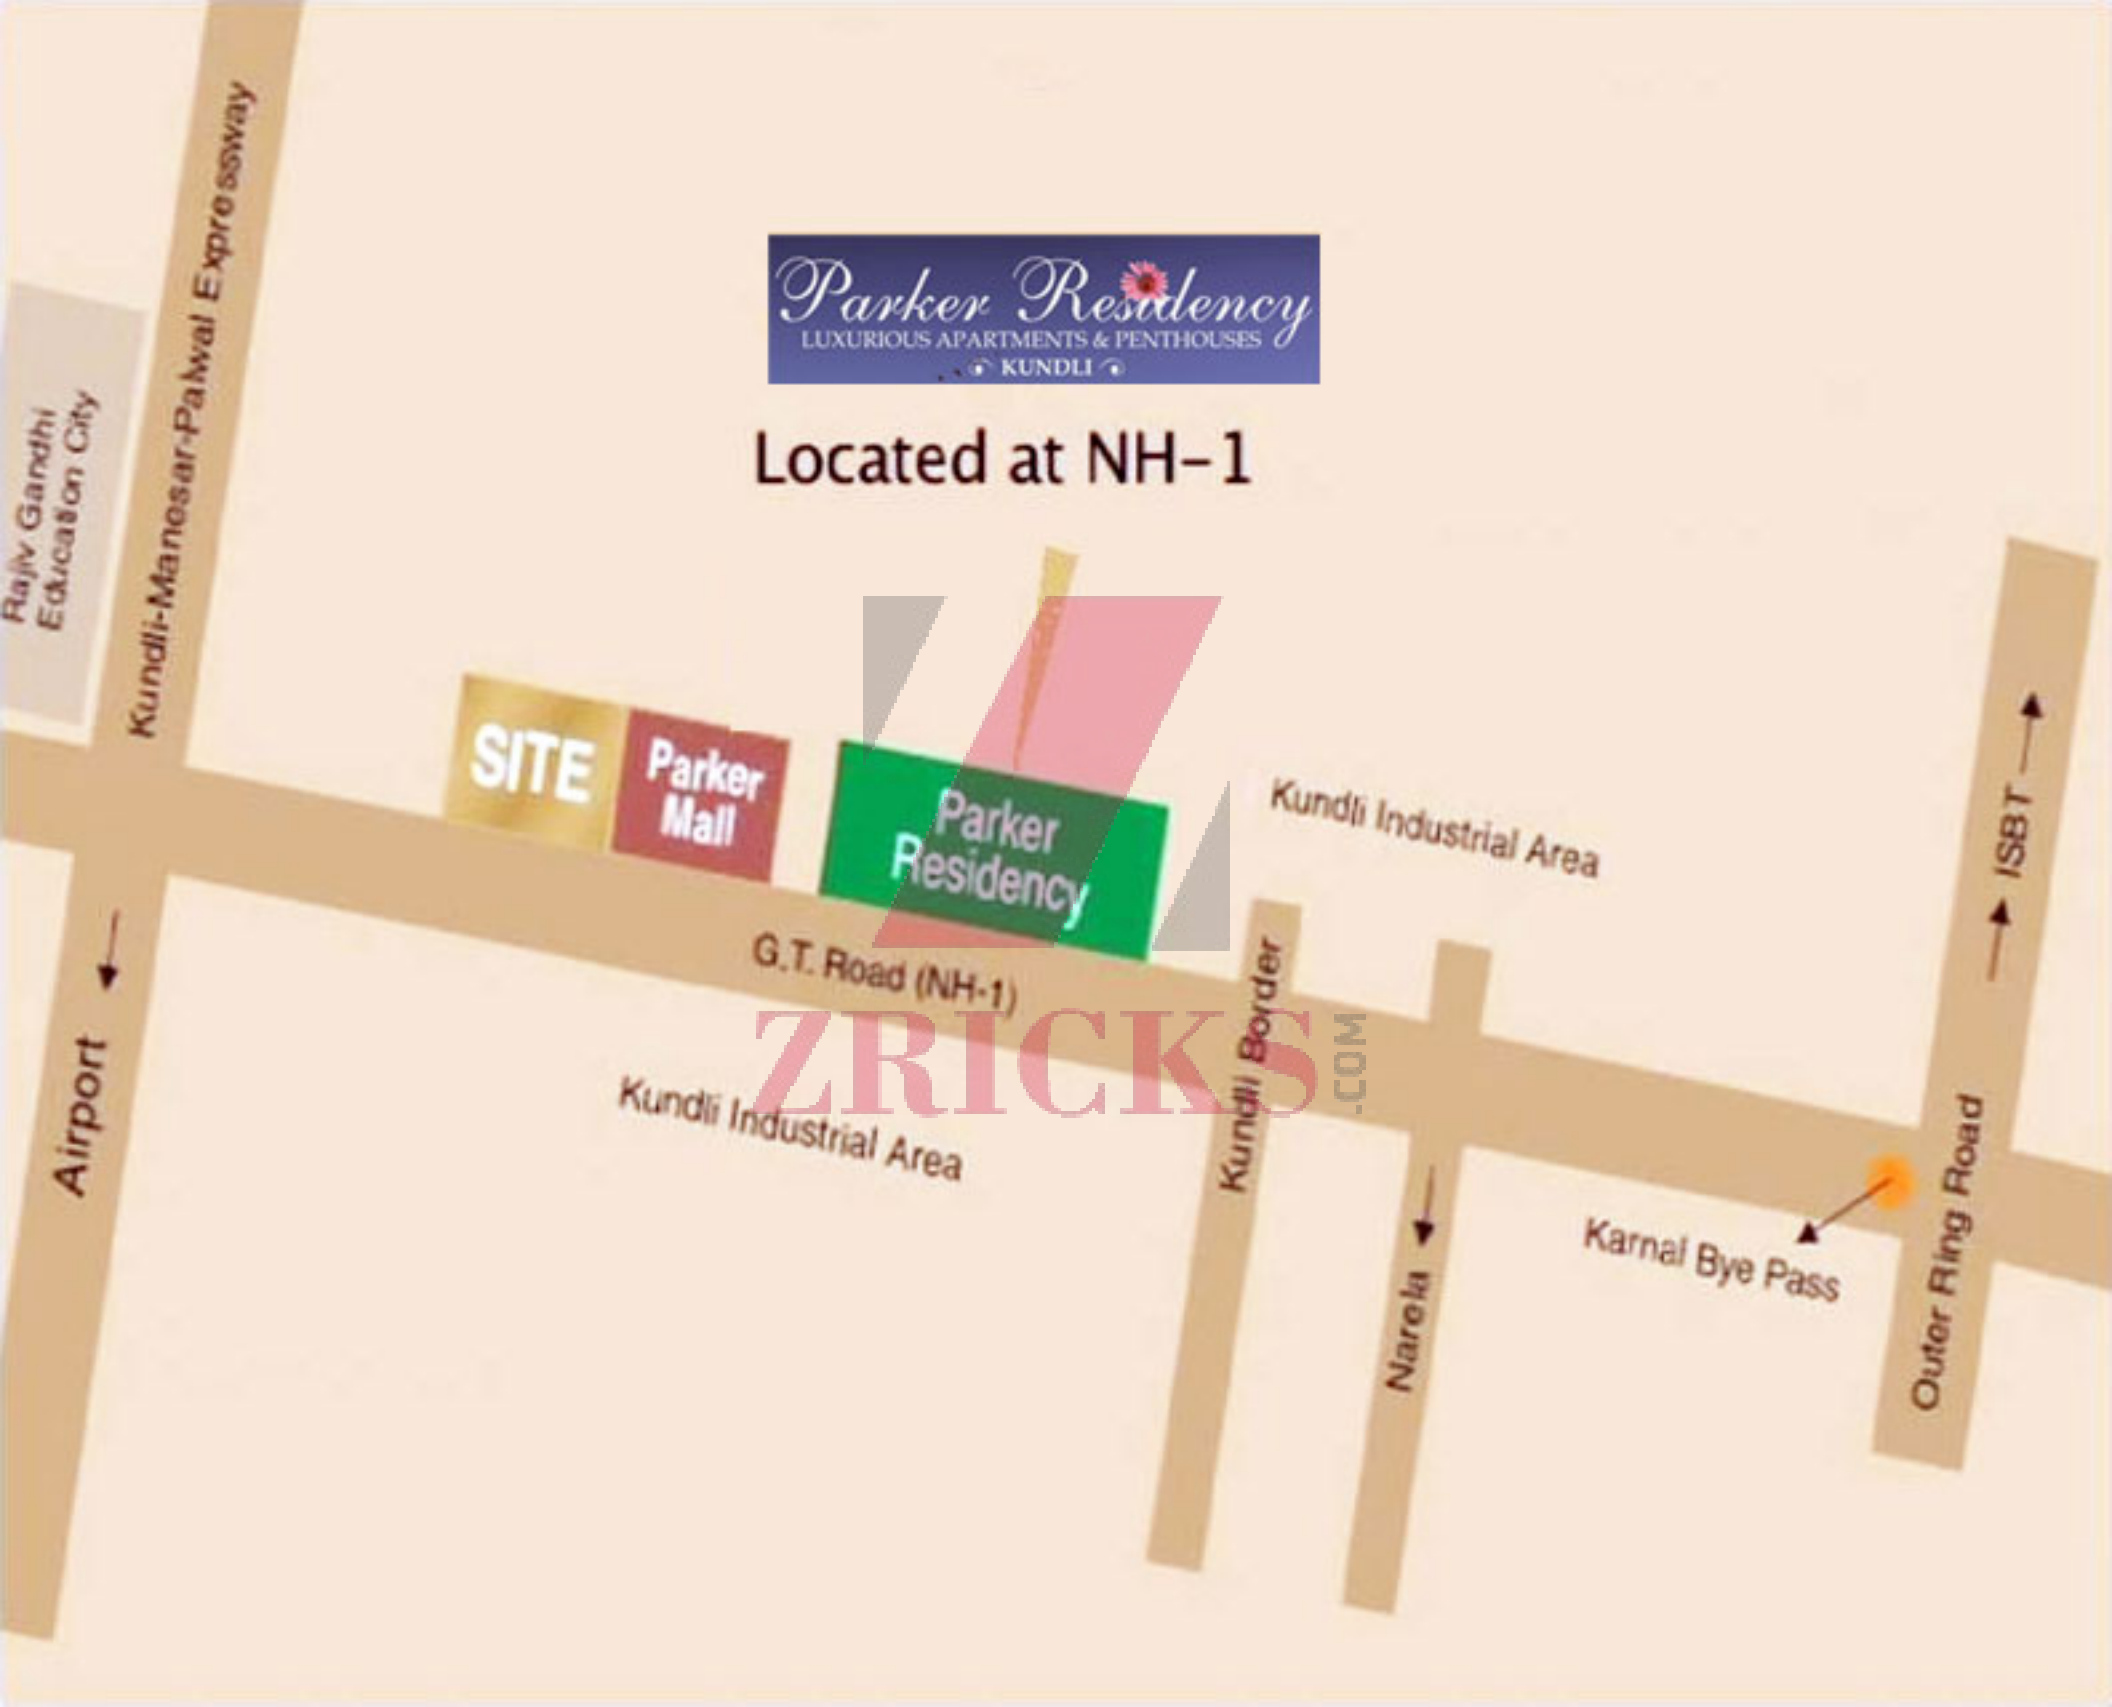 Parker Residency
LUXURIOUS APARTMENTS & PENTHOUSES
KUNDLI
Located at NH-1
Kundli-Manesar-Palwal Expressway
Rajiv Gandhi
Education City
SITE
Parker
Mall
Parker
Residency
Kundli Industrial Area
G.T. Road (NH-1)
ZRICKS
.COM
Kundli Industrial Area
Kundli Border
Airport
Narela
Karnal Bye Pass
Outer Ring Road
ISBT